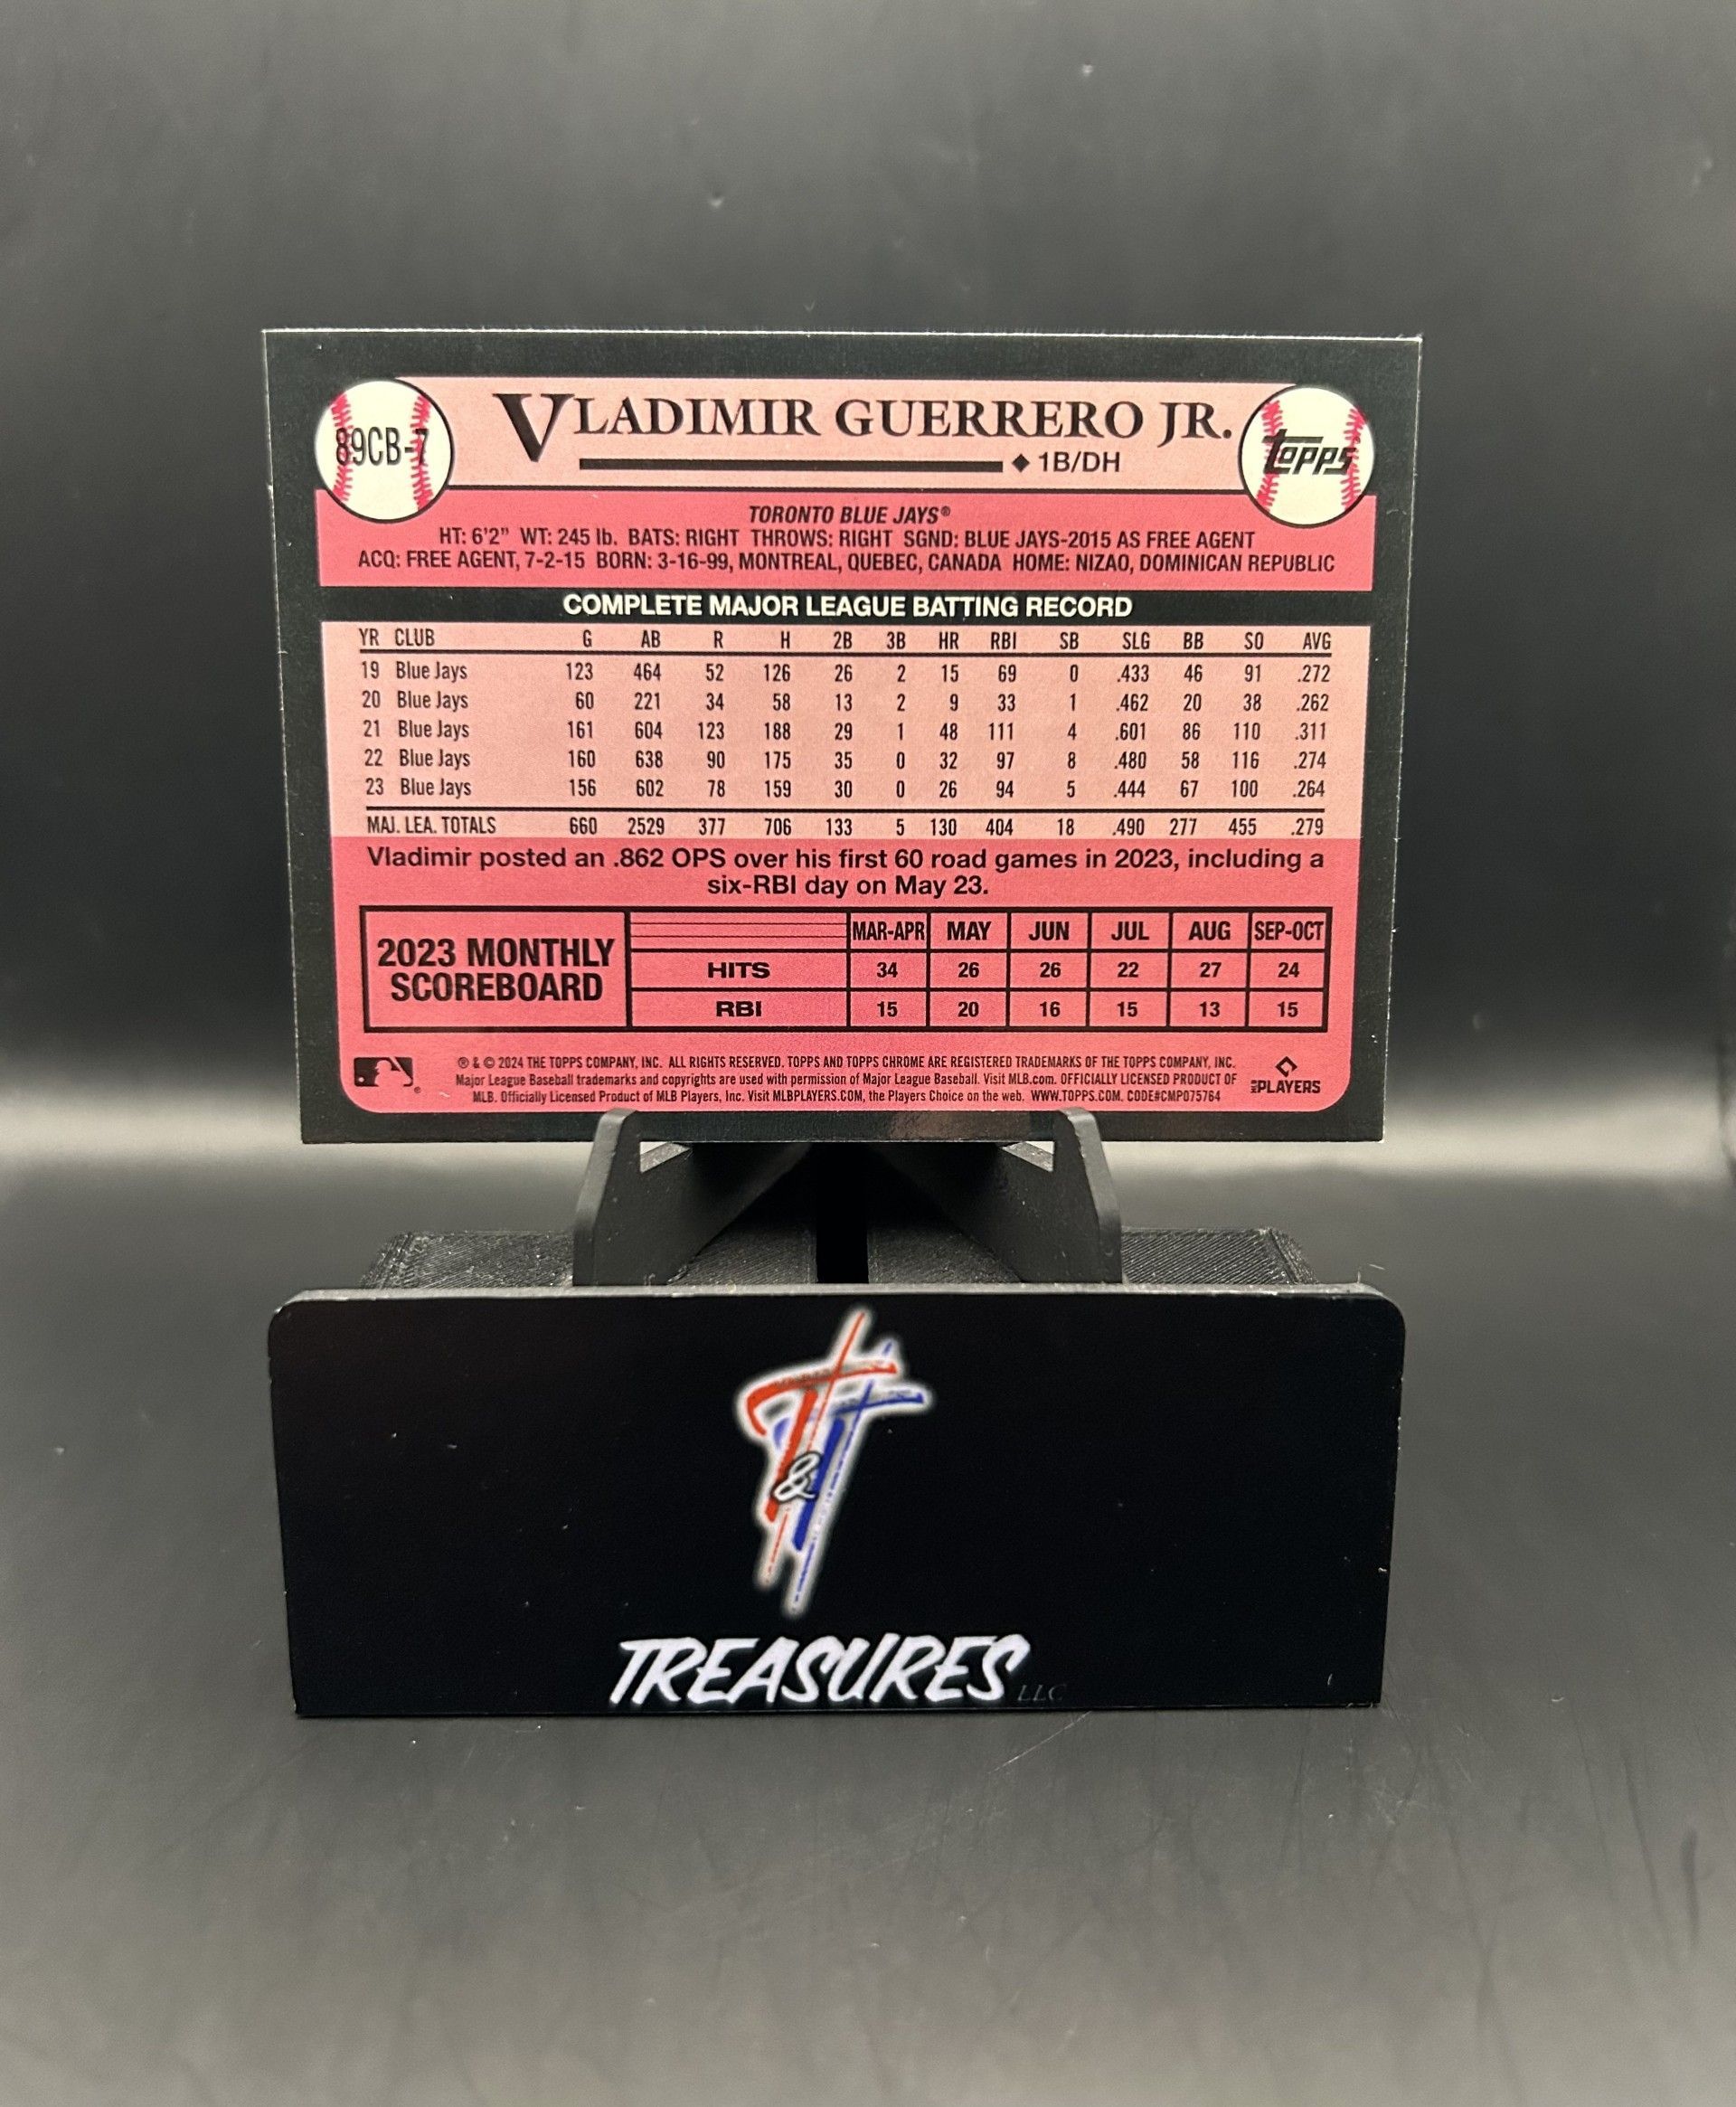 89CB-7
VLADIMIR GUERRERO JR.
◆ 1B/DH
topps
TORONTO BLUE JAYS®
HT: 6'2" WT: 245 lb. BATS: RIGHT THROWS: RIGHT SGND: BLUE JAYS-2015 AS FREE AGENT
ACQ: FREE AGENT, 7-2-15 BORN: 3-16-99, MONTREAL, QUEBEC, CANADA HOME: NIZAO, DOMINICAN REPUBLIC
COMPLETE MAJOR LEAGUE BATTING RECORD
YR CLUB G AB R H 2B 3B HR RBI SB SLG BB SO AVG
19 Blue Jays 123 464 52 126 26 2 15 69 0 .433 46 91 .272
20 Blue Jays 60 221 34 58 13 2 9 33 1 .462 20 38 .262
21 Blue Jays 161 604 123 188 29 1 48 111 4 .601 86 110 .311
22 Blue Jays 160 638 90 175 35 0 32 97 8 .480 58 116 .274
23 Blue Jays 156 602 78 159 30 0 26 94 5 .444 67 100 .264
MAJ. LEA. TOTALS 660 2529 377 706 133 5 130 404 18 .490 277 455 .279
Vladimir posted an .862 OPS over his first 60 road games in 2023, including a
six-RBI day on May 23.
2023 MONTHLY
SCOREBOARD
MAR-APR MAY JUN JUL AUG SEP-OCT
HITS 34 26 26 22 27 24
RBI 15 20 16 15 13 15
® & © 2024 THE TOPPS COMPANY, INC. ALL RIGHTS RESERVED. TOPPS AND TOPPS CHROME ARE REGISTERED TRADEMARKS OF THE TOPPS COMPANY, INC.
Major League Baseball trademarks and copyrights are used with permission of Major League Baseball. Visit MLB.com. OFFICIALLY LICENSED PRODUCT OF
MLB. Officially Licensed Product of MLB Players, Inc. Visit MLBPLAYERS.COM, the Players Choice on the web. WWW.TOPPS.COM. CODE#CMP075764
MLB PLAYERS
T&T
TREASURES LLC